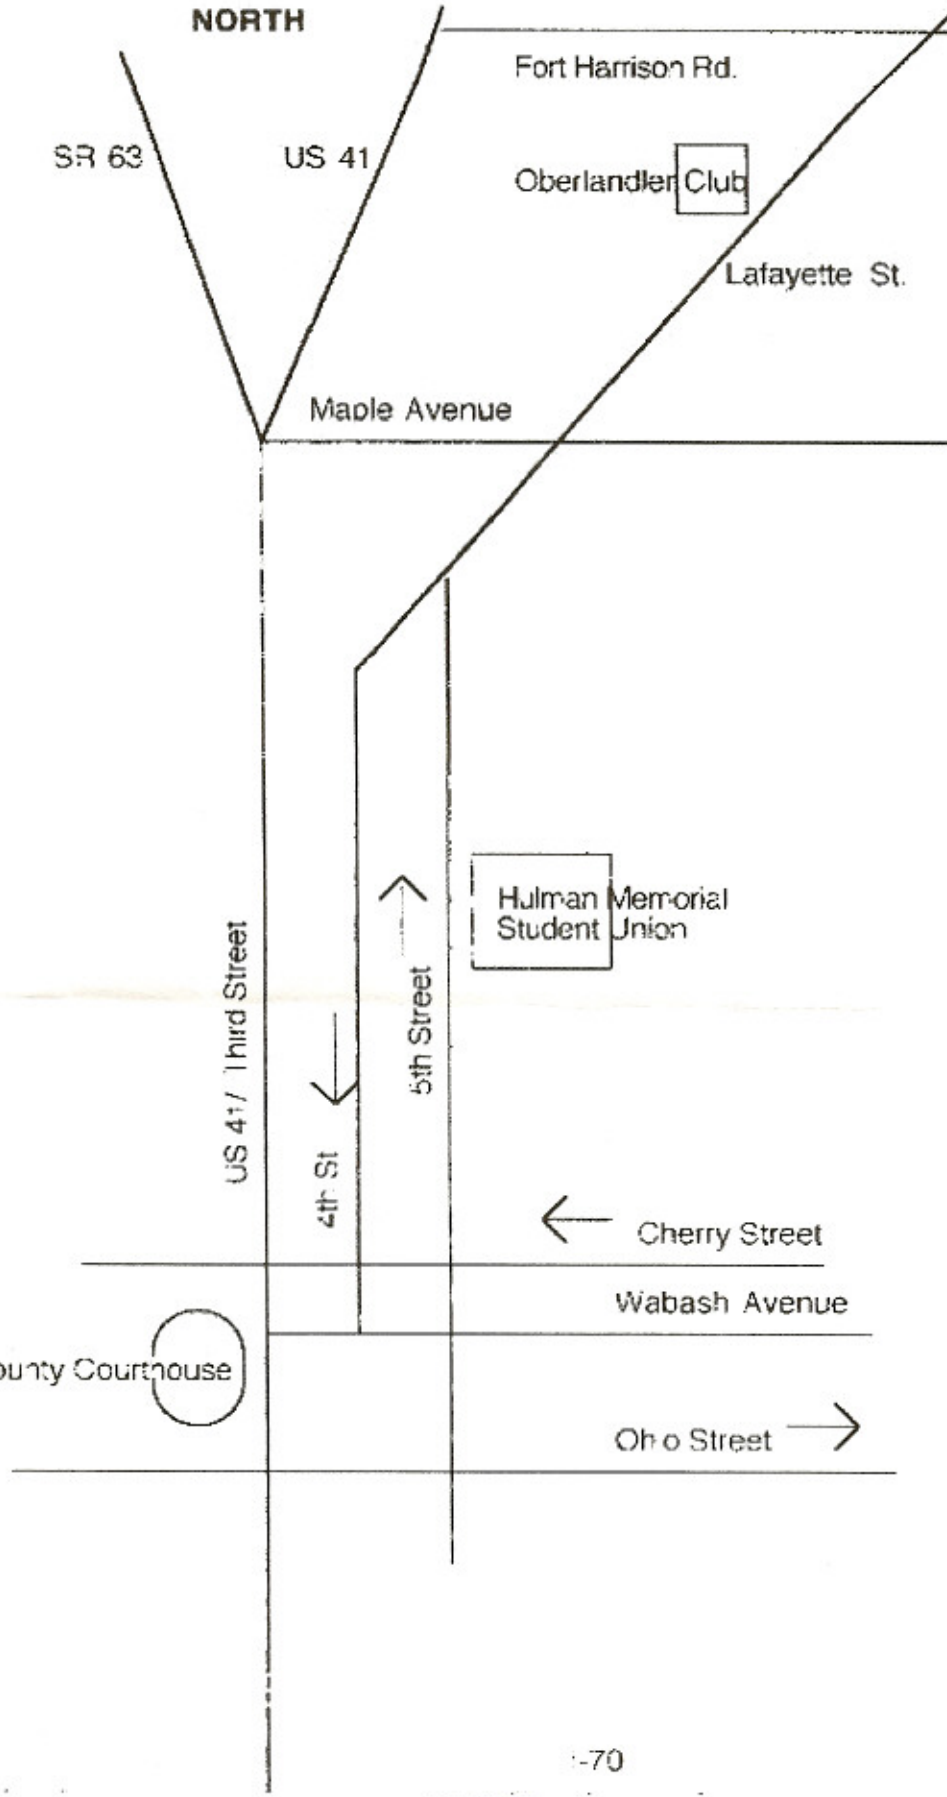 NORTH
Fort Harrison Rd.
SR 63
US 41
Oberlandler Club
Lafayette St.
Maple Avenue
Hulman Memorial
Student Union
US 41/ Third Street
5th Street
4th St
Cherry Street
Wabash Avenue
ounty Courthouse
Ohio Street
-70